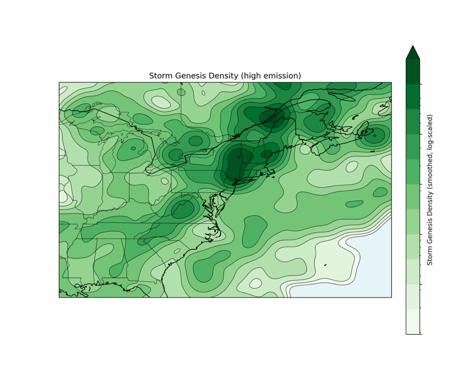 Storm Genesis Density (high emission)
Storm Genesis Density (smoothed, log-scaled)